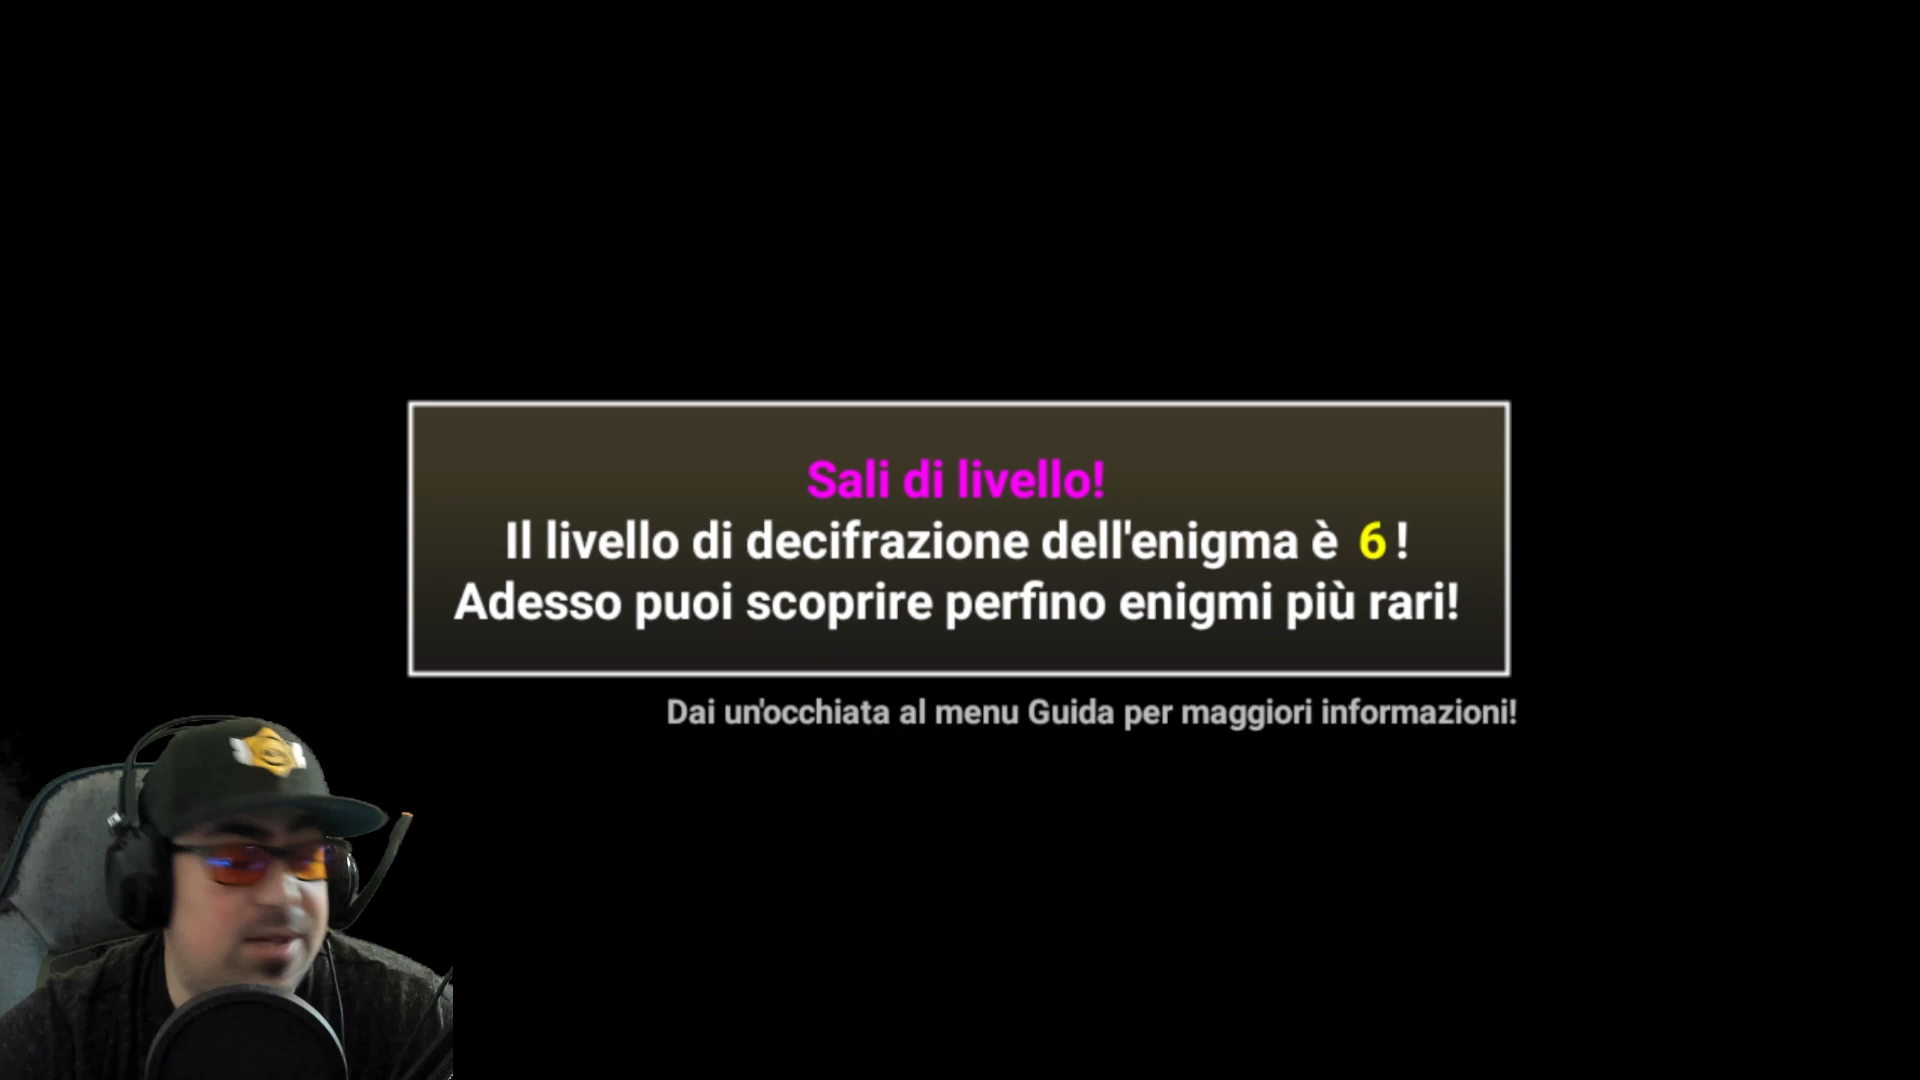 Sali di livello!
Il livello di decifrazione dell'enigma è 6 !
Adesso puoi scoprire perfino enigmi più rari!
Dai un'occhiata al menu Guida per maggiori informazioni!